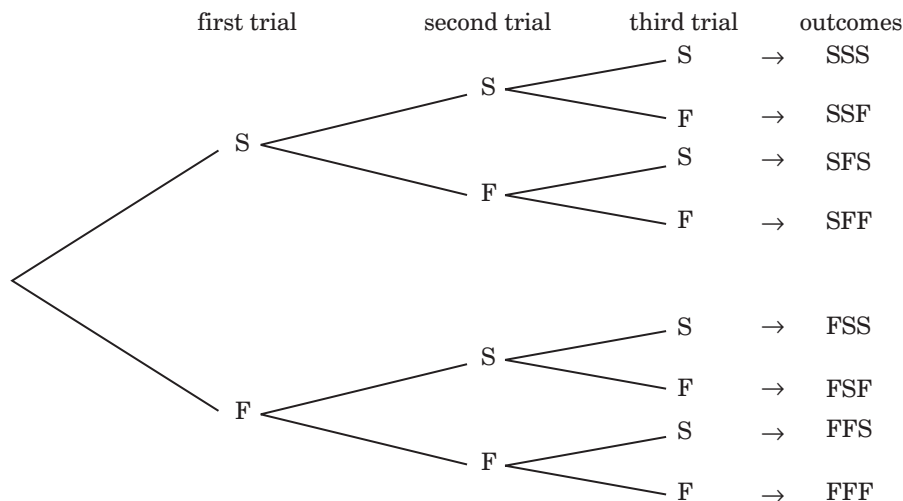 first trial second trial third trial outcomes
S → SSS
S
F → SSF
S
S → SFS
F
F → SFF
S → FSS
S
F → FSF
F
S → FFS
F
F → FFF